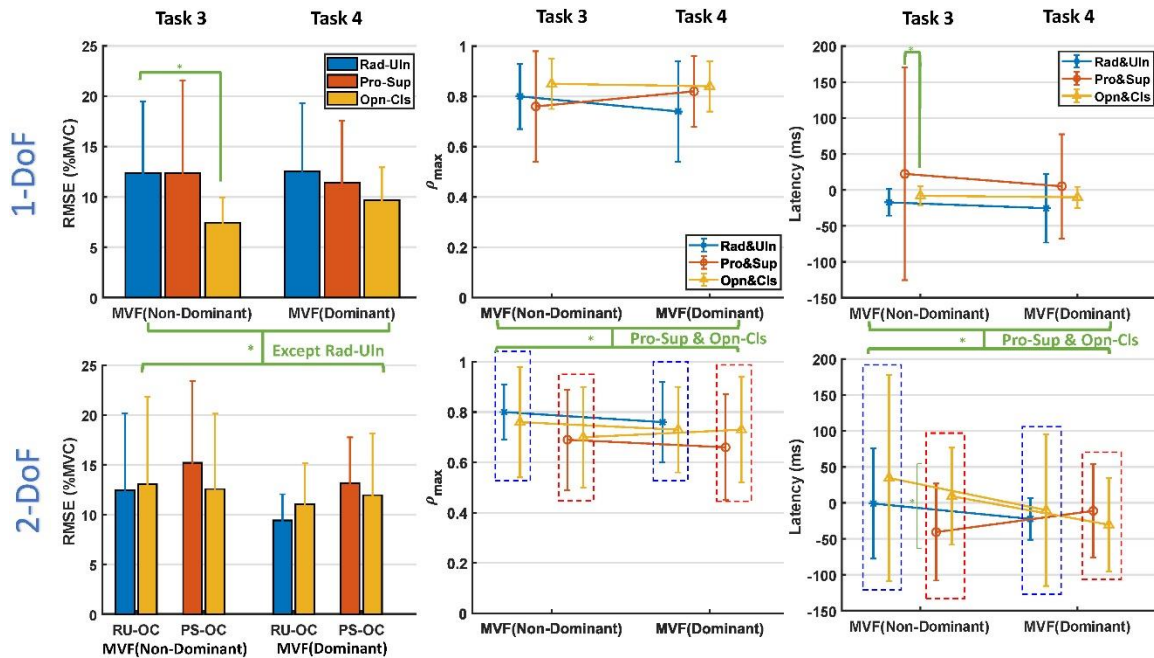 Task 3
Task 4
Task 3
Task 4
Task 3
Task 4
1-DoF
RMSE (%MVC)
25
20
15
10
5
0
*
Rad-Uln
Pro-Sup
Opn-Cls
MVF(Non-Dominant)
MVF(Dominant)
ρmax
1
0.8
0.6
0.4
0.2
0
Rad&Uln
Pro&Sup
Opn&Cls
MVF(Non-Dominant)
MVF(Dominant)
Latency (ms)
200
150
100
50
0
-50
-100
-150
*
Rad&Uln
Pro&Sup
Opn&Cls
MVF(Non-Dominant)
MVF(Dominant)
* Except Rad-Uln
* Pro-Sup & Opn-Cls
* Pro-Sup & Opn-Cls
2-DoF
RMSE (%MVC)
25
20
15
10
5
0
RU-OC
PS-OC
RU-OC
PS-OC
MVF(Non-Dominant)
MVF(Dominant)
ρmax
1
0.8
0.6
0.4
0.2
0
MVF(Non-Dominant)
MVF(Dominant)
Latency (ms)
200
150
100
50
0
-50
-100
-150
*
MVF(Non-Dominant)
MVF(Dominant)